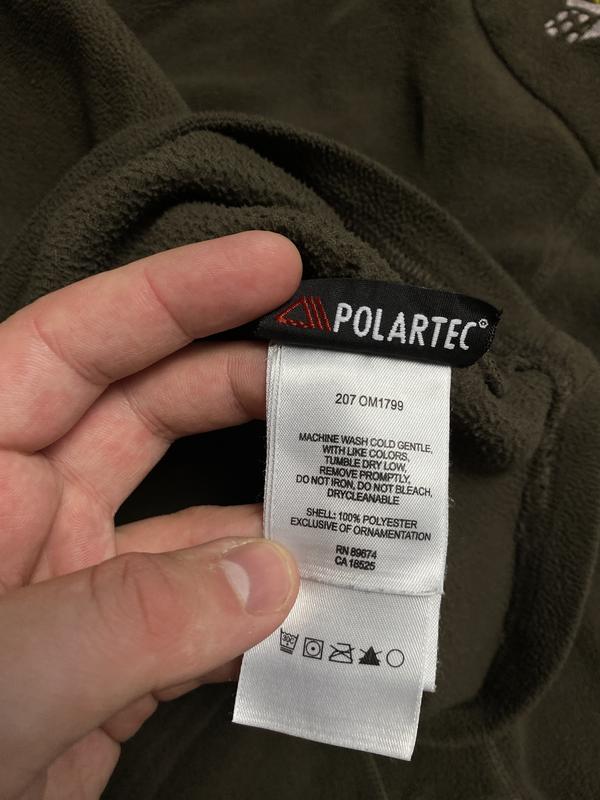 POLARTEC®
207 OM1799
MACHINE WASH COLD GENTLE,
WITH LIKE COLORS,
TUMBLE DRY LOW,
REMOVE PROMPTLY,
DO NOT IRON, DO NOT BLEACH,
DRYCLEANABLE
SHELL: 100% POLYESTER
EXCLUSIVE OF ORNAMENTATION
RN 89674
CA 18525
30C